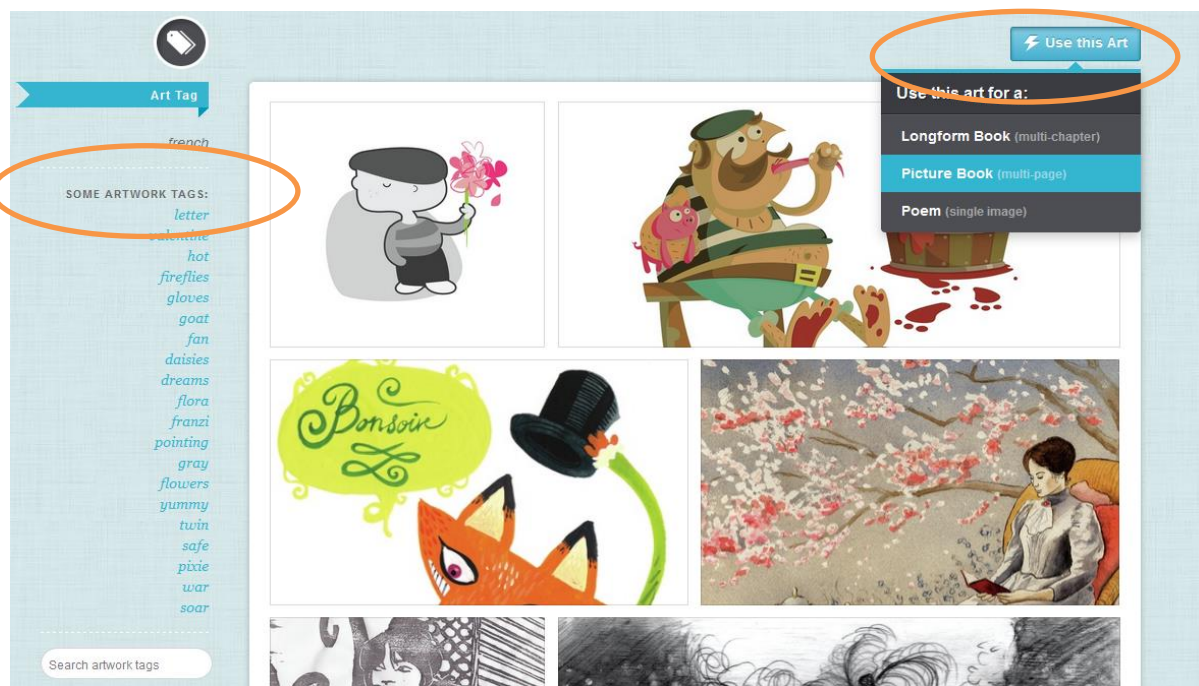 Use this Art
Art Tag
Use this art for a:
french
Longform Book (multi-chapter)
Picture Book (multi-page)
Poem (single image)
SOME ARTWORK TAGS:
letter
valentine
hot
fireflies
gloves
goat
fan
daisies
dreams
flora
franzi
pointing
gray
flowers
yummy
twin
safe
pixie
war
soar
Search artwork tags
Bonsoir